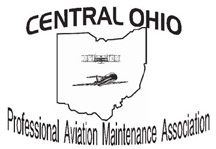 CENTRAL OHIO
Professional Aviation Maintenance Association